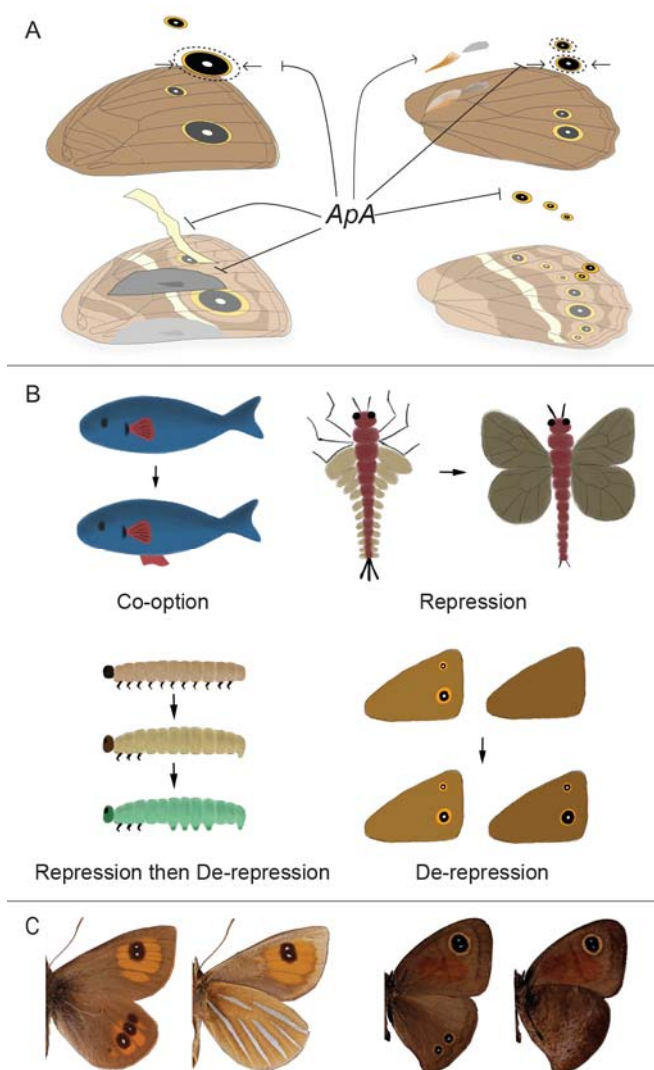 A
ApA
B
Co-option
Repression
Repression then De-repression
De-repression
C